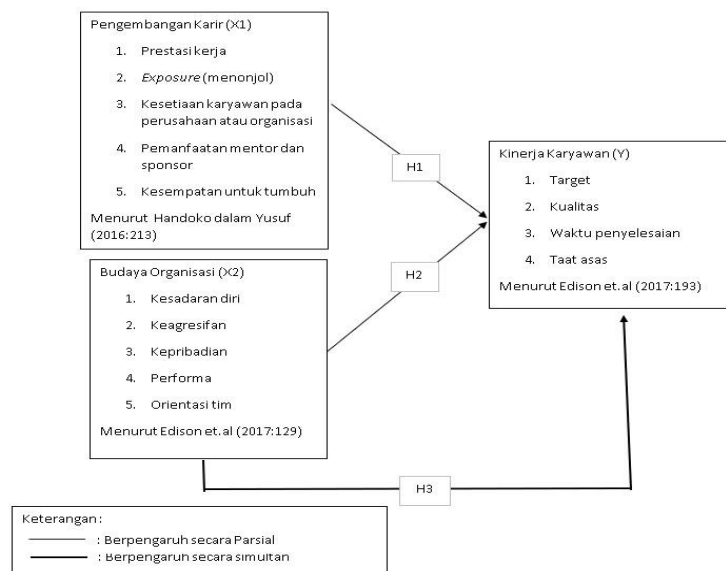 Pengembangan Karir (X1)
1. Prestasi kerja
2. Exposure (menonjol)
3. Kesetiaan karyawan pada
perusahaan atau organisasi
4. Pemanfaatan mentor dan
sponsor
5. Kesempatan untuk tumbuh
Menurut Handoko dalam Yusuf
(2016:213)
H1
Kinerja Karyawan (Y)
1. Target
2. Kualitas
3. Waktu penyelesaian
4. Taat asas
Menurut Edison et.al (2017:193)
Budaya Organisasi (X2)
1. Kesadaran diri
2. Keagresifan
3. Kepribadian
4. Performa
5. Orientasi tim
Menurut Edison et.al (2017:129)
H2
H3
Keterangan :
: Berpengaruh secara Parsial
: Berpengaruh secara simultan